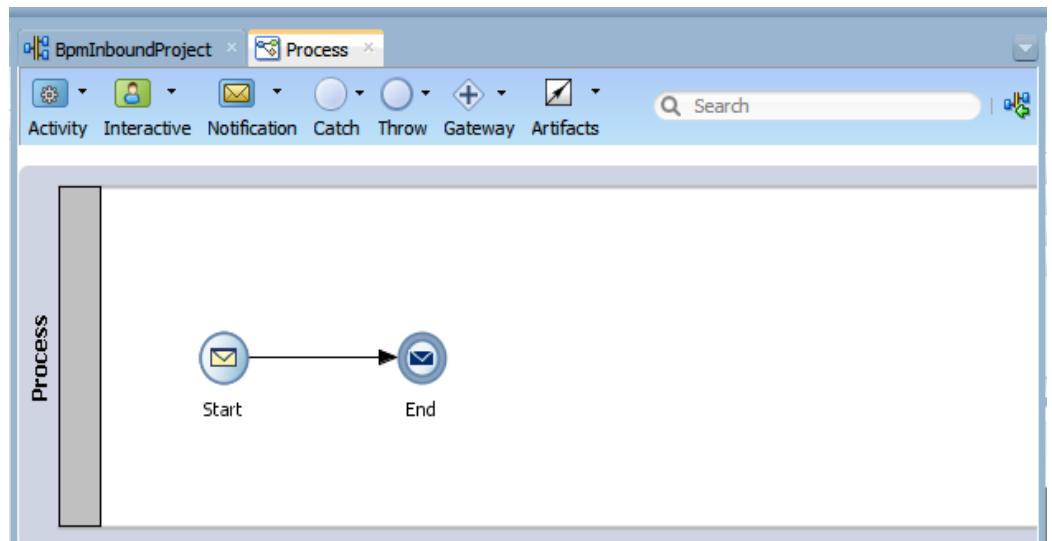 BpmInboundProject Process
Search
Activity Interactive Notification Catch Throw Gateway Artifacts
Process
Start End